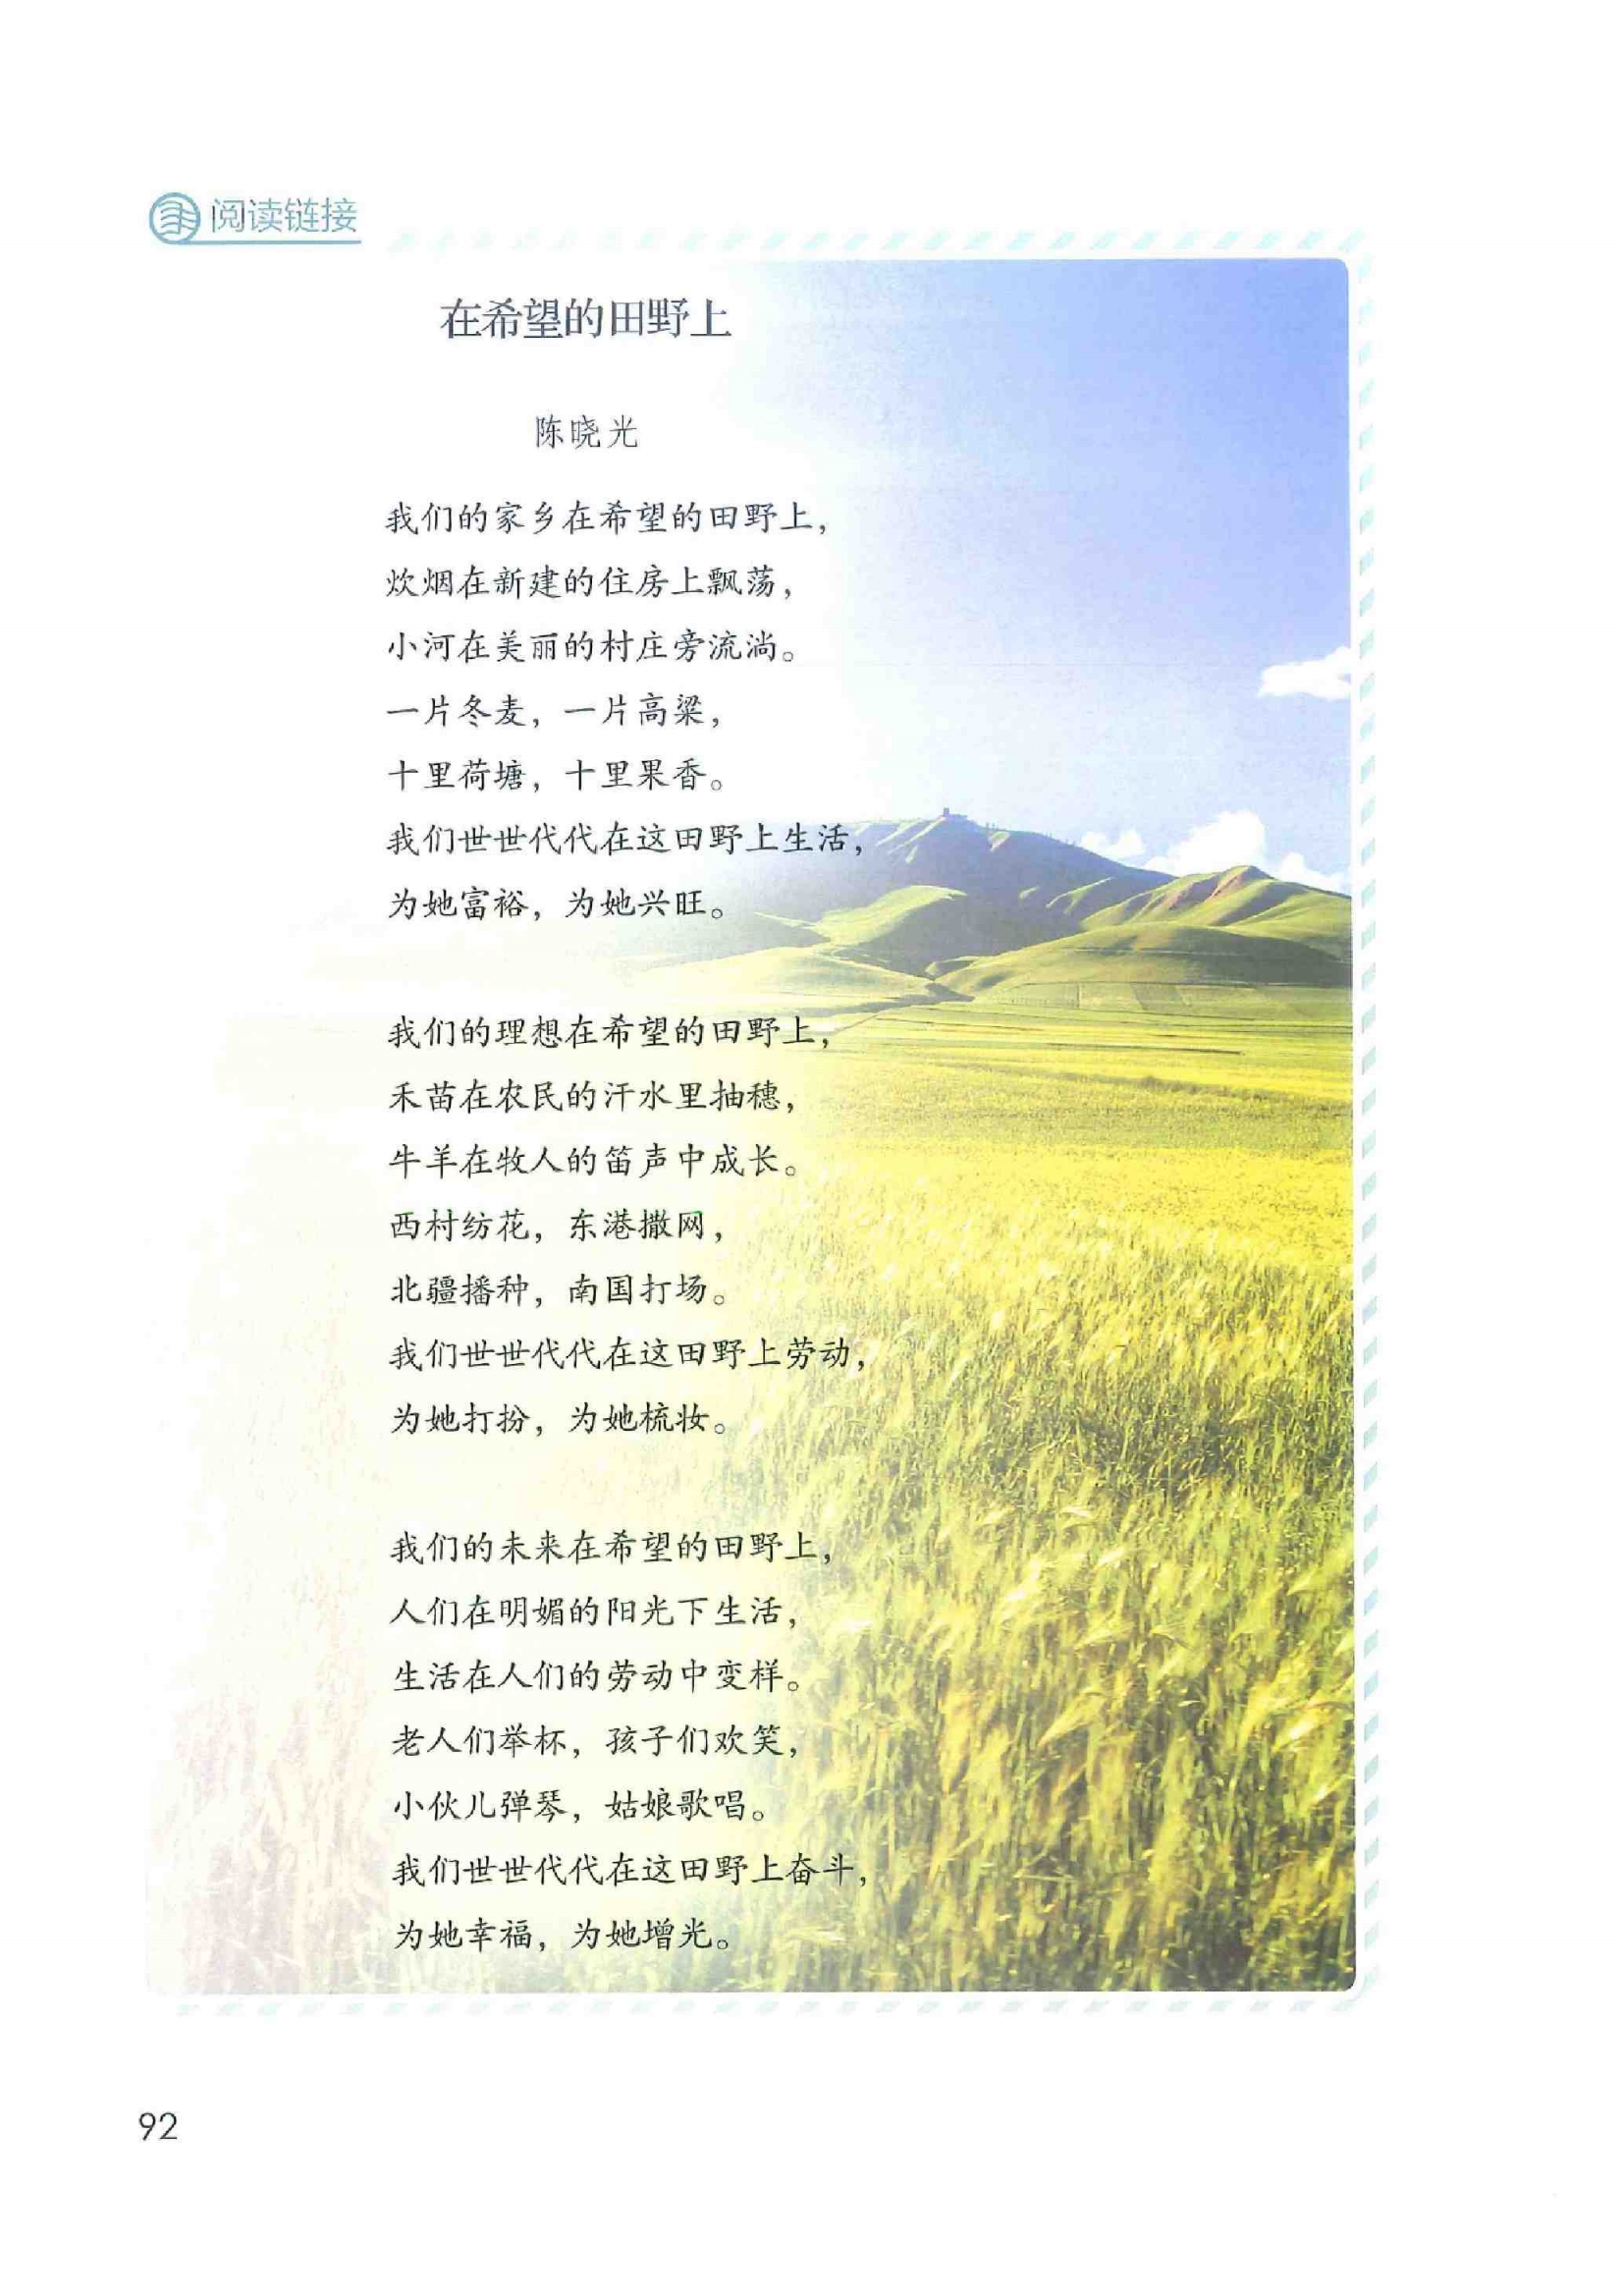 阅读链接
在希望的田野上
陈晓光
我们的家乡在希望的田野上，
炊烟在新建的住房上飘荡，
小河在美丽的村庄旁流淌。
一片冬麦，一片高粱，
十里荷塘，十里果香。
我们世世代代在这田野上生活，
为她富裕，为她兴旺。
我们的理想在希望的田野上，
禾苗在农民的汗水里抽穗，
牛羊在牧人的笛声中成长。
西村纺花，东港撒网，
北疆播种，南国打场。
我们世世代代在这田野上劳动，
为她打扮，为她梳妆。
我们的未来在希望的田野上，
人们在明媚的阳光下生活，
生活在人们的劳动中变样。
老人们举杯，孩子们欢笑，
小伙儿弹琴，姑娘歌唱。
我们世世代代在这田野上奋斗，
为她幸福，为她增光。
92